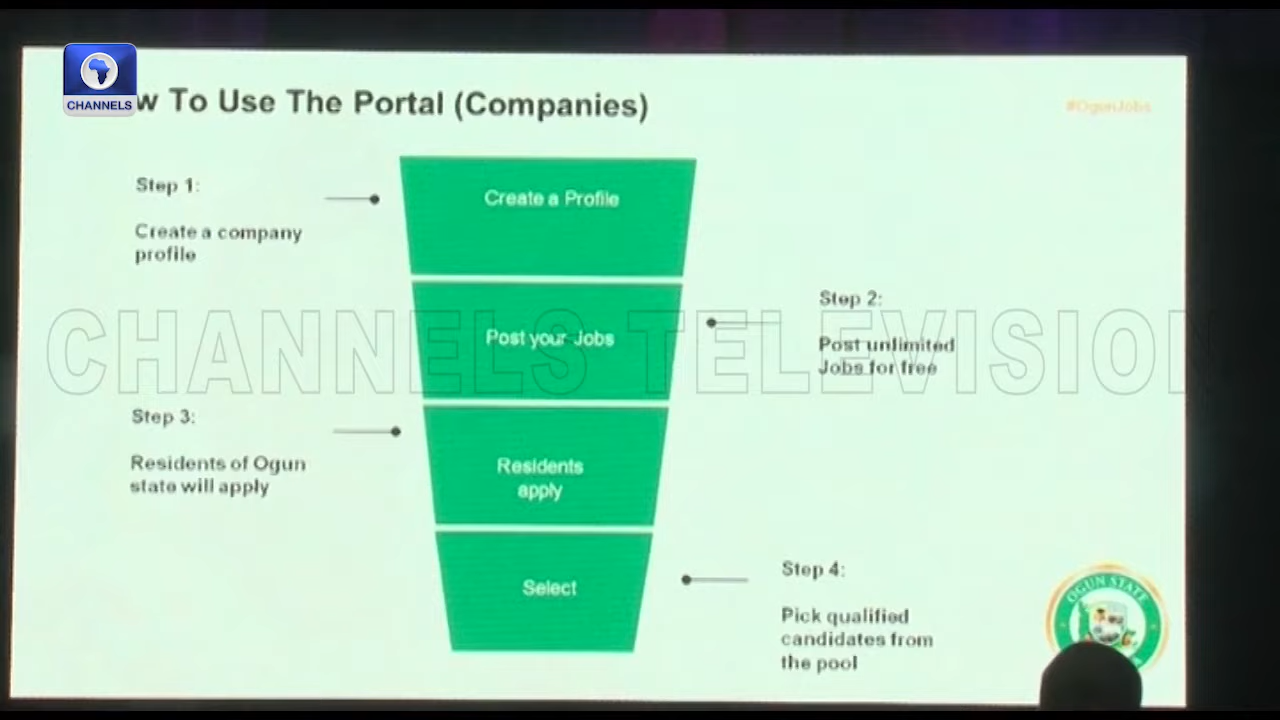 CHANNELS
w To Use The Portal (Companies)
#OgunJobs
Step 1:
Create a company
profile
Create a Profile
Step 2:
Post unlimited
Jobs for free
Post your Jobs
CHANNELS TELEVISION
Step 3:
Residents of Ogun
state will apply
Residents
apply
Step 4:
Pick qualified
candidates from
the pool
Select
OGUN STATE